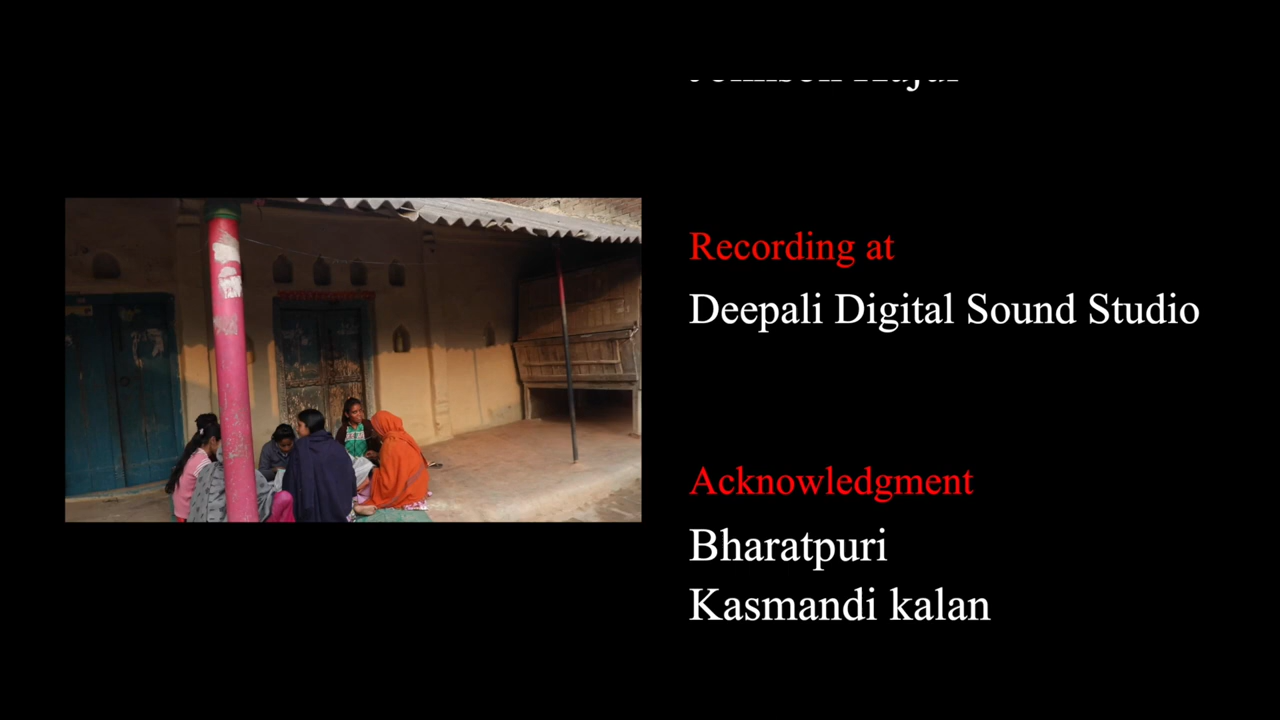 Recording at
Deepali Digital Sound Studio
Acknowledgment
Bharatpuri
Kasmandi kalan